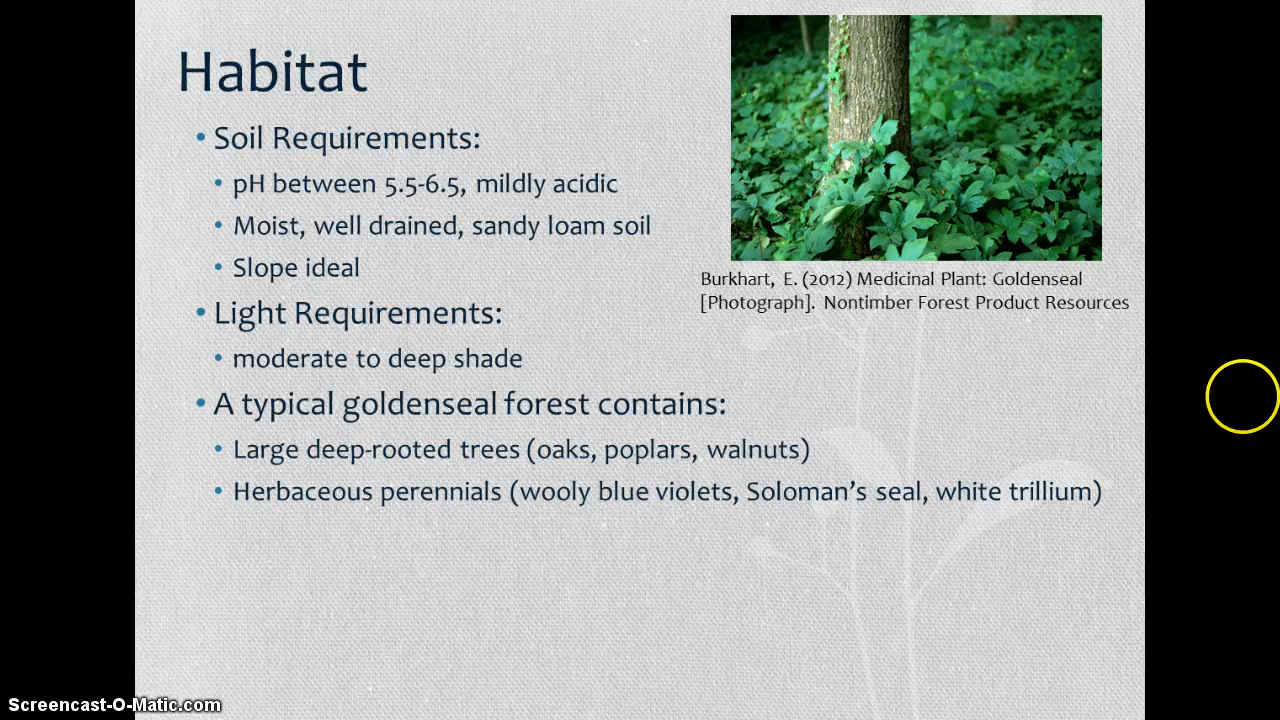 Habitat
• Soil Requirements:
• pH between 5.5-6.5, mildly acidic
• Moist, well drained, sandy loam soil
• Slope ideal
• Light Requirements:
• moderate to deep shade
• A typical goldenseal forest contains:
• Large deep-rooted trees (oaks, poplars, walnuts)
• Herbaceous perennials (wooly blue violets, Soloman's seal, white trillium)
Burkhart, E. (2012) Medicinal Plant: Goldenseal
[Photograph]. Nontimber Forest Product Resources
Screencast-O-Matic.com